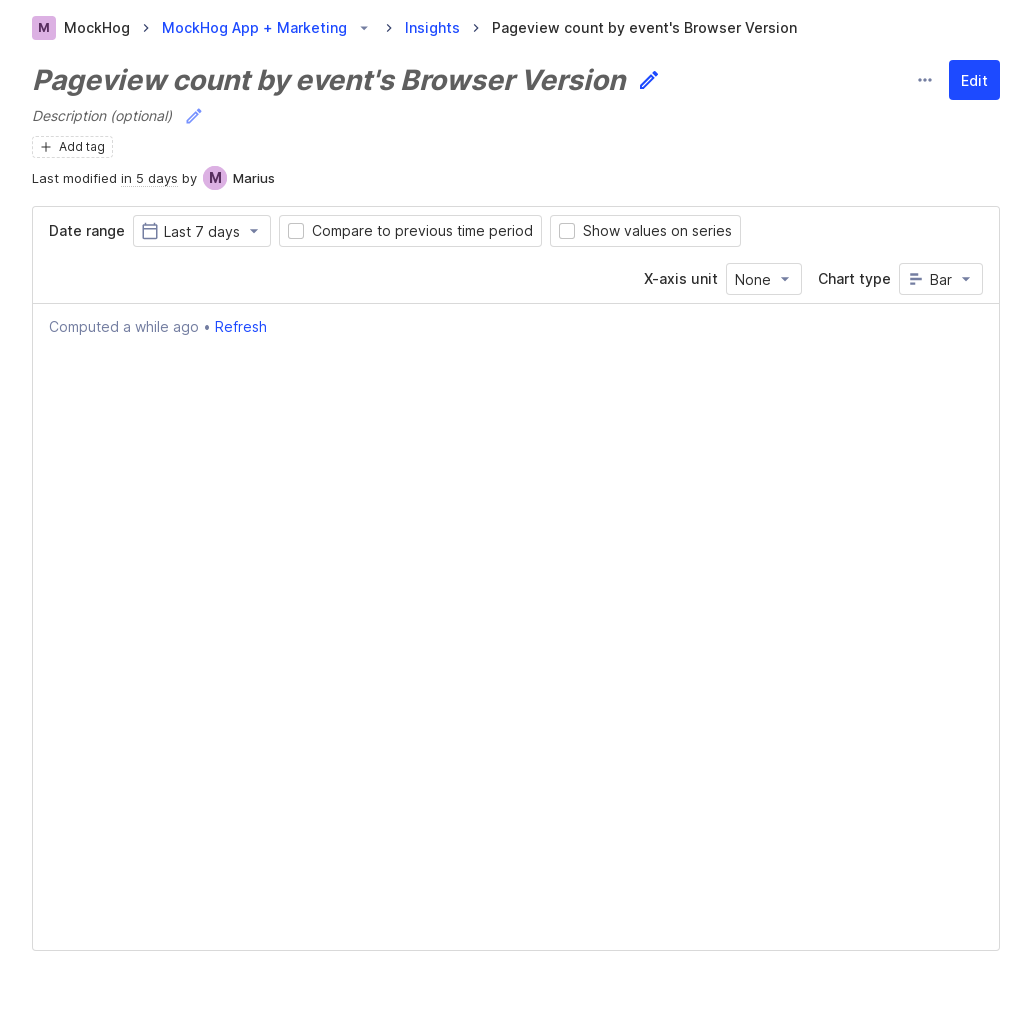 M MockHog > MockHog App + Marketing > Insights > Pageview count by event's Browser Version
Pageview count by event's Browser Version
Edit
Description (optional)
+ Add tag
Last modified in 5 days by M Marius
Date range Last 7 days Compare to previous time period Show values on series
X-axis unit None Chart type Bar
Computed a while ago • Refresh